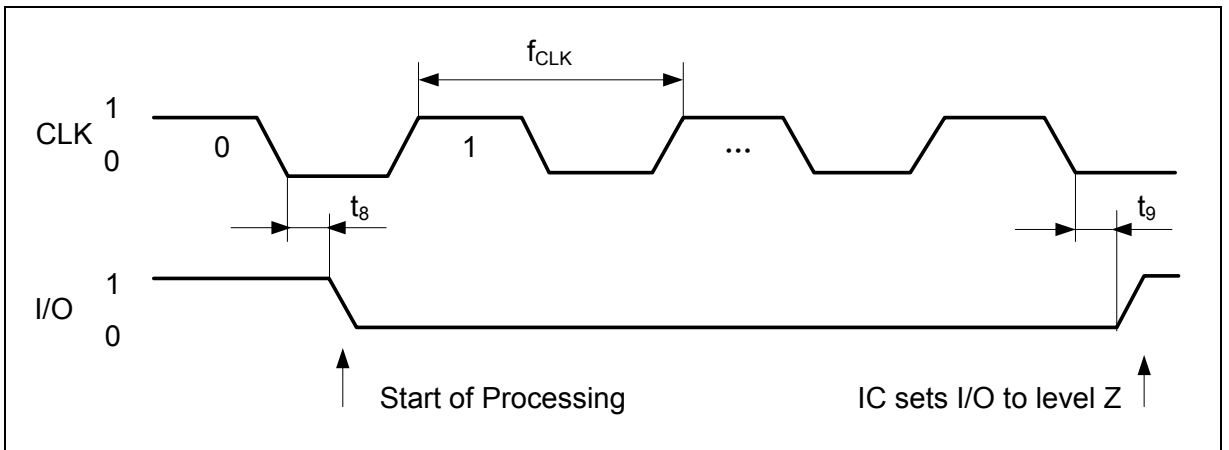 fCLK
1
CLK
0
0
1
...
t8
t9
1
I/O
0
Start of Processing
IC sets I/O to level Z